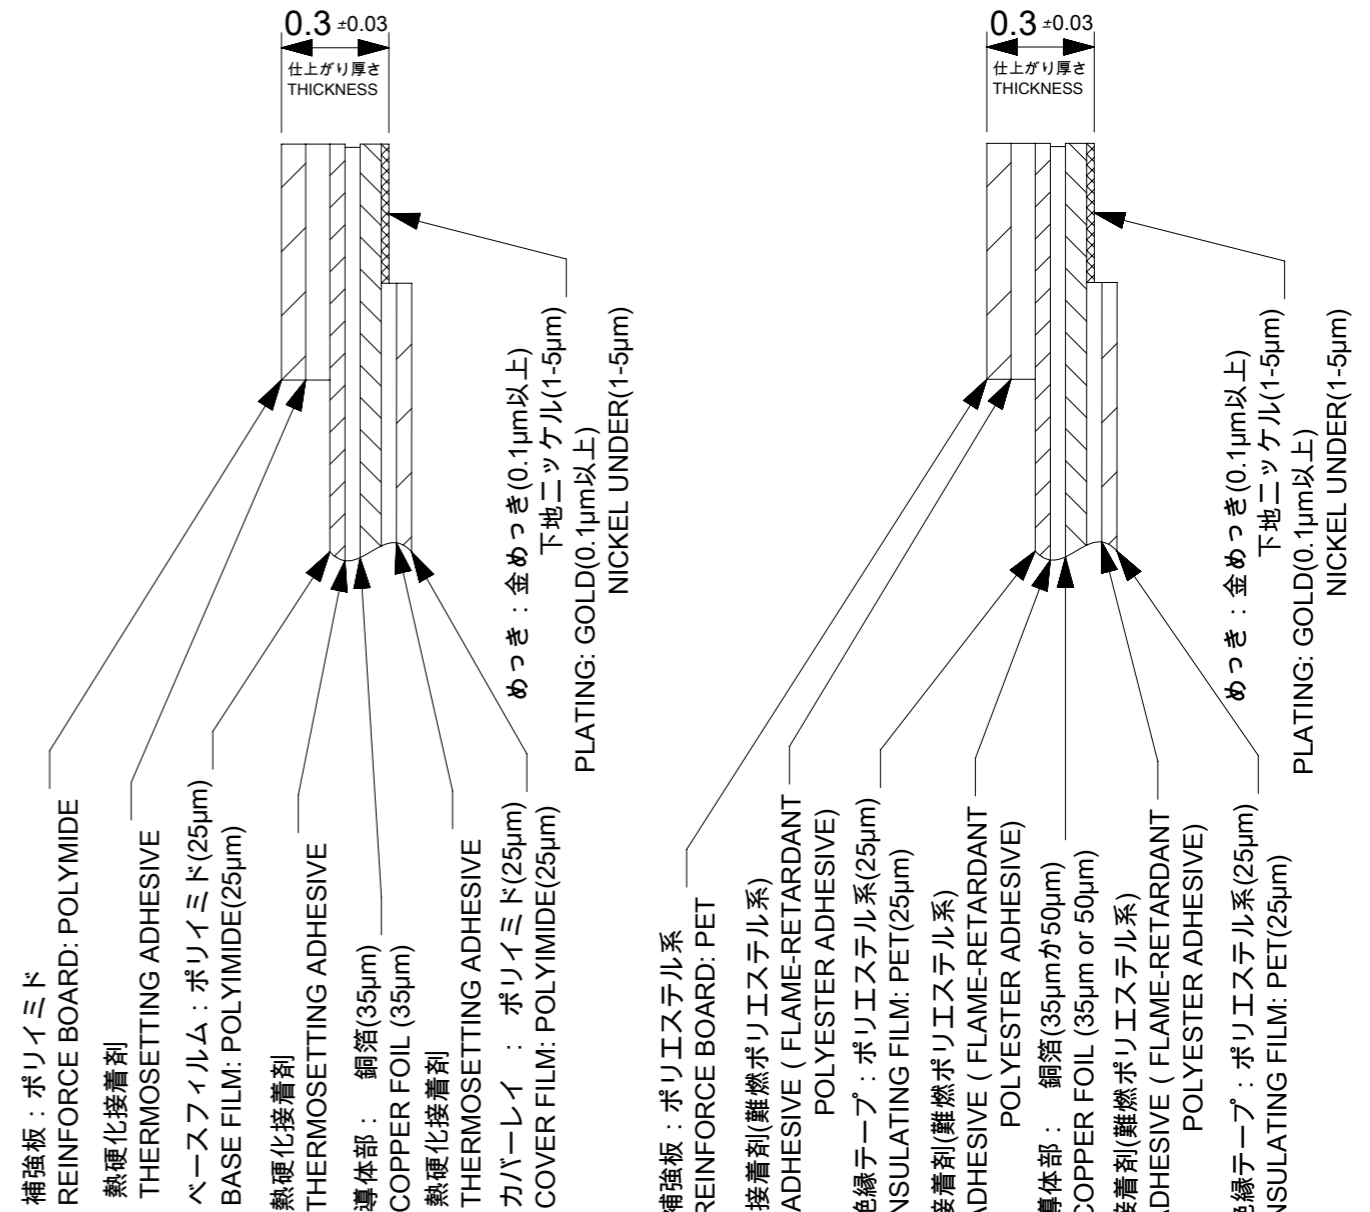 0.3 ±0.03
仕上がり厚さ
THICKNESS
めっき：金めっき(0.1µm以上)
下地ニッケル(1-5µm)
PLATING: GOLD(0.1µm以上)
NICKEL UNDER(1-5µm)
補強板：ポリイミド
REINFORCE BOARD: POLYMIDE
熱硬化接着剤
THERMOSETTING ADHESIVE
ベースフィルム：ポリイミド(25µm)
BASE FILM: POLYIMIDE(25µm)
熱硬化接着剤
THERMOSETTING ADHESIVE
導体部： 銅箔(35µm)
COPPER FOIL (35µm)
熱硬化接着剤
THERMOSETTING ADHESIVE
カバーレイ ： ポリイミド(25µm)
COVER FILM: POLYIMIDE(25µm)
0.3 ±0.03
仕上がり厚さ
THICKNESS
めっき：金めっき(0.1µm以上)
下地ニッケル(1-5µm)
PLATING: GOLD(0.1µm以上)
NICKEL UNDER(1-5µm)
補強板：ポリエステル系
REINFORCE BOARD: PET
接着剤(難燃ポリエステル系)
ADHESIVE ( FLAME-RETARDANT
POLYESTER ADHESIVE)
絶縁テープ：ポリエステル系(25µm)
NSULATING FILM: PET(25µm)
接着剤(難燃ポリエステル系)
ADHESIVE ( FLAME-RETARDANT
POLYESTER ADHESIVE)
導体部： 銅箔(35µmか50µm)
COPPER FOIL (35µm or 50µm)
接着剤(難燃ポリエステル系)
ADHESIVE ( FLAME-RETARDANT
POLYESTER ADHESIVE)
絶縁テープ：ポリエステル系(25µm)
NSULATING FILM: PET(25µm)